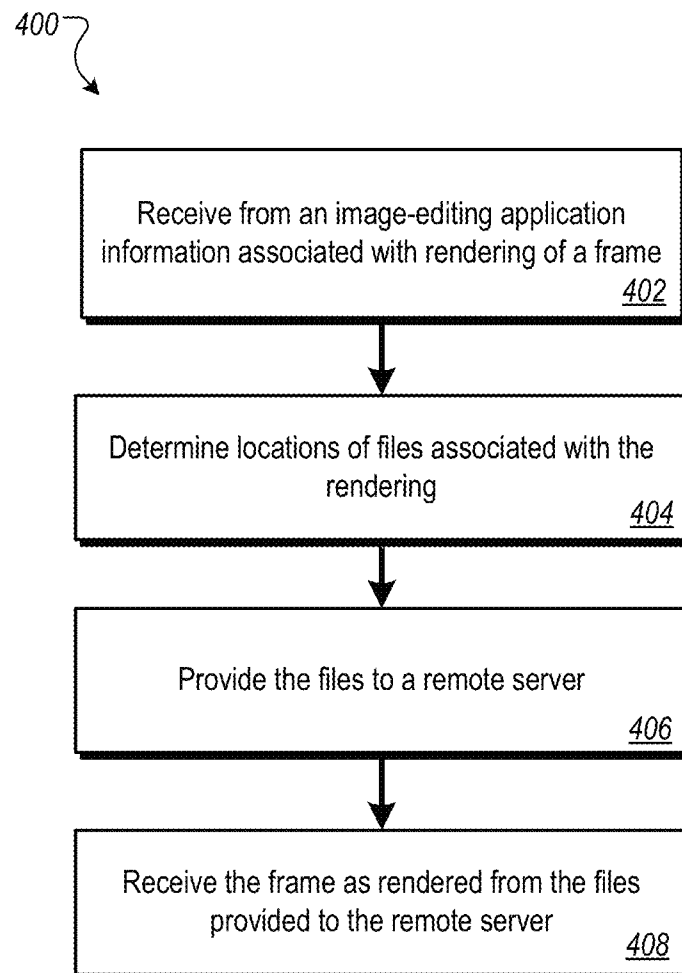 400
Receive from an image-editing application
information associated with rendering of a frame
402
Determine locations of files associated with the
rendering
404
Provide the files to a remote server
406
Receive the frame as rendered from the files
provided to the remote server
408